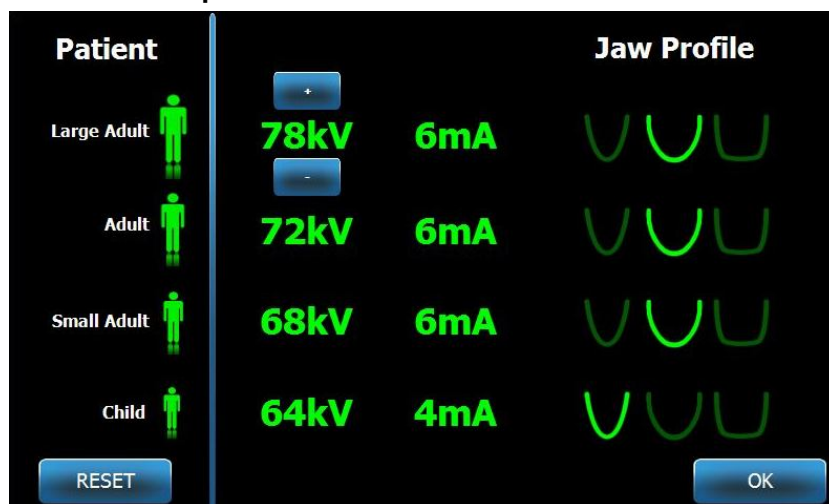 Patient Jaw Profile
+
Large Adult 78kV 6mA
-
Adult 72kV 6mA
Small Adult 68kV 6mA
Child 64kV 4mA
RESET OK